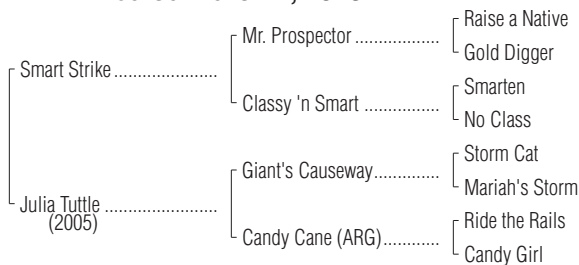 Raise a Native
Mr. Prospector ....................
Gold Digger
Smart Strike ........................
Smarten
Classy 'n Smart ..................
No Class
Storm Cat
Giant's Causeway................
Mariah's Storm
Julia Tuttle ..........................
(2005)
Ride the Rails
Candy Cane (ARG).............
Candy Girl